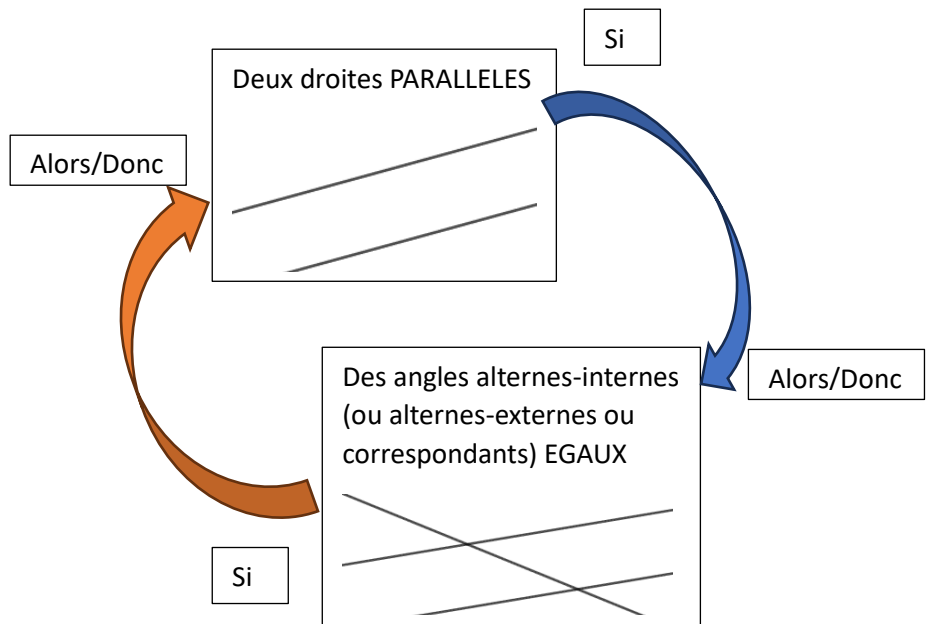 Si
Deux droites PARALLELES
Alors/Donc
Des angles alternes-internes
(ou alternes-externes ou
correspondants) EGAUX
Alors/Donc
Si